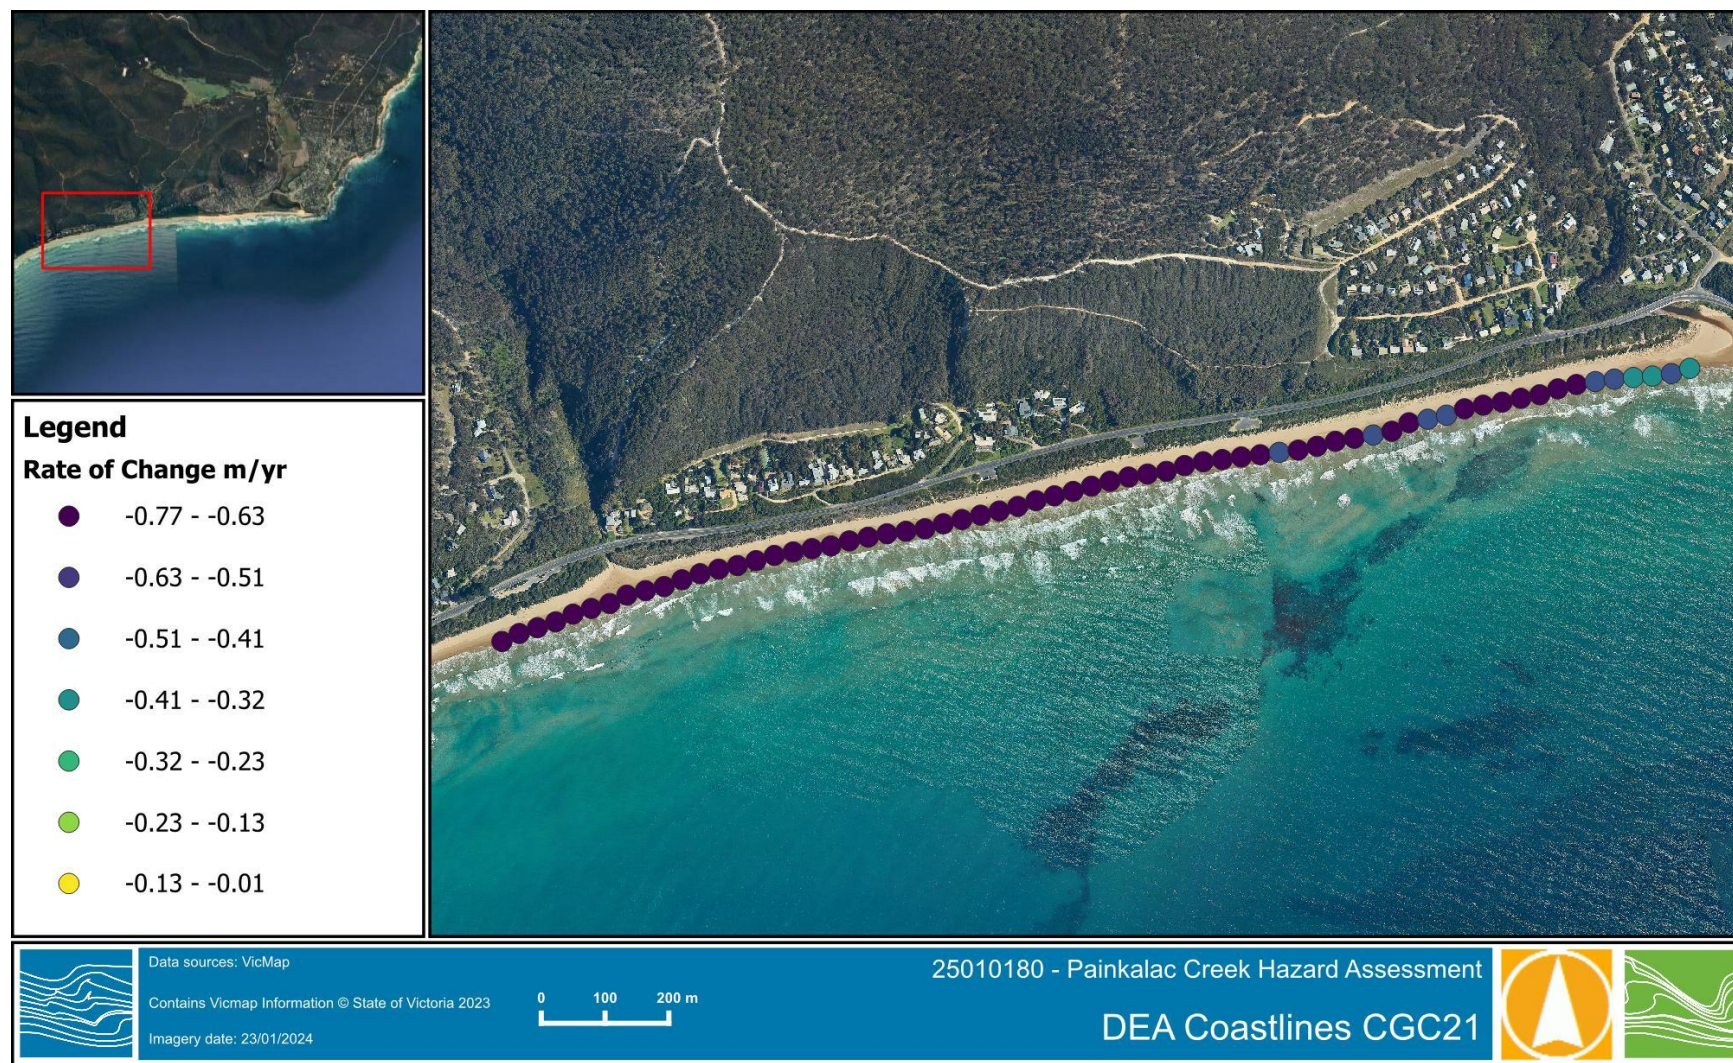 Legend
Rate of Change m/yr
-0.77 - -0.63
-0.63 - -0.51
-0.51 - -0.41
-0.41 - -0.32
-0.32 - -0.23
-0.23 - -0.13
-0.13 - -0.01
Data sources: VicMap
Contains Vicmap Information © State of Victoria 2023
Imagery date: 23/01/2024
0 100 200 m
25010180 - Painkalac Creek Hazard Assessment
DEA Coastlines CGC21